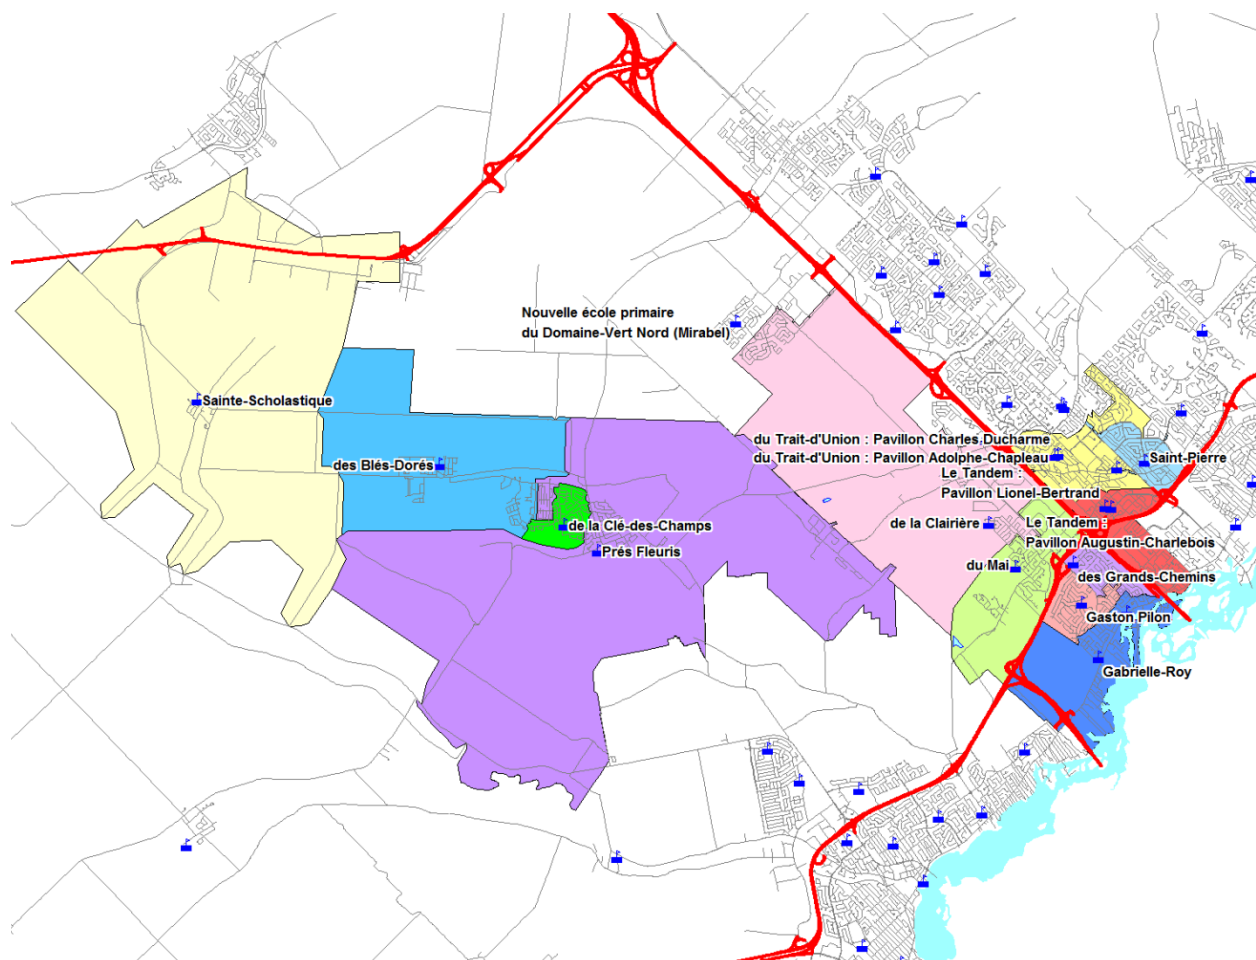 Nouvelle école primaire
du Domaine-Vert Nord (Mirabel)
Sainte-Scholastique
du Trait-d'Union : Pavillon Charles Ducharme
du Trait-d'Union : Pavillon Adolphe-Chapleau
Saint-Pierre
des Blés-Dorés
Le Tandem :
Pavillon Lionel-Bertrand
de la Clé-des-Champs
de la Clairière
Le Tandem :
Pavillon Augustin-Charlebois
Prés Fleuris
du Mai
des Grands-Chemins
Gaston Pilon
Gabrielle-Roy